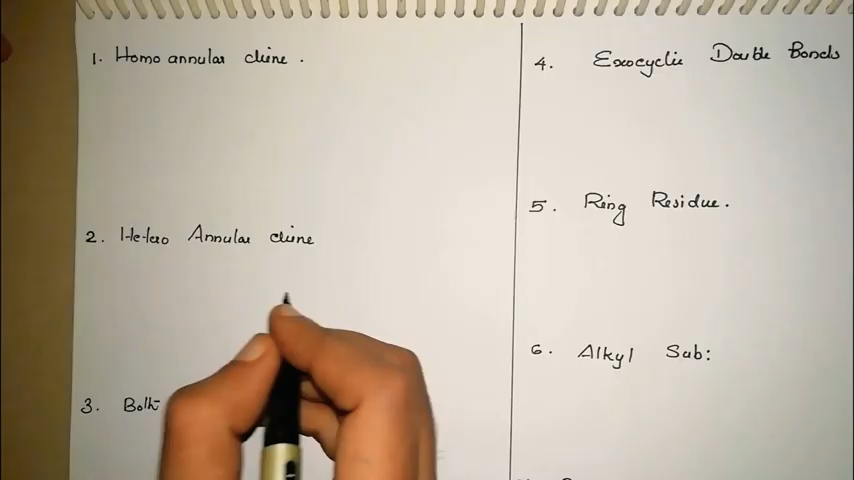 1. Homo annular diene.
2. Hetero Annular diene
3. Both
4. Exocyclic Double Bonds
5. Ring Residue.
6. Alkyl Sub: